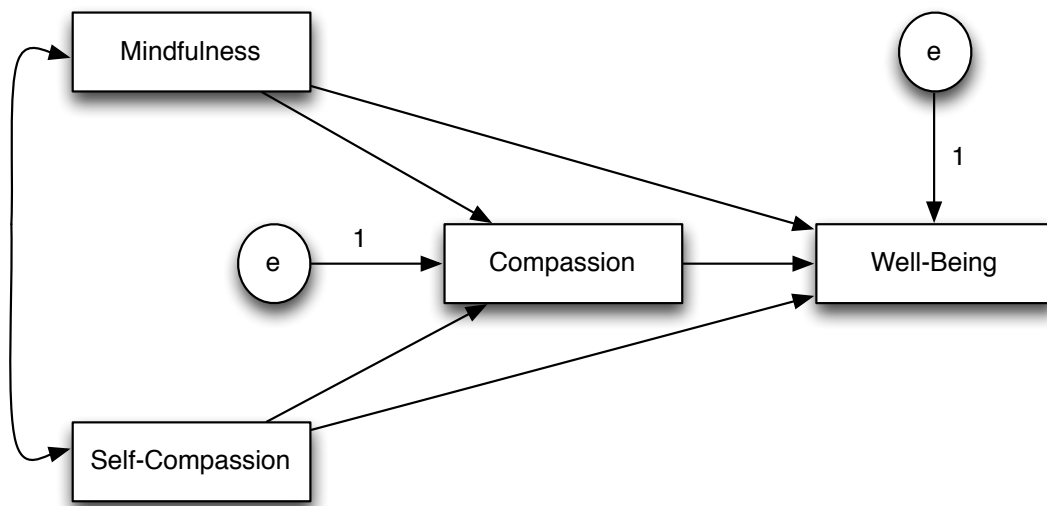 Mindfulness
e
1
e
1
Compassion
Well-Being
Self-Compassion